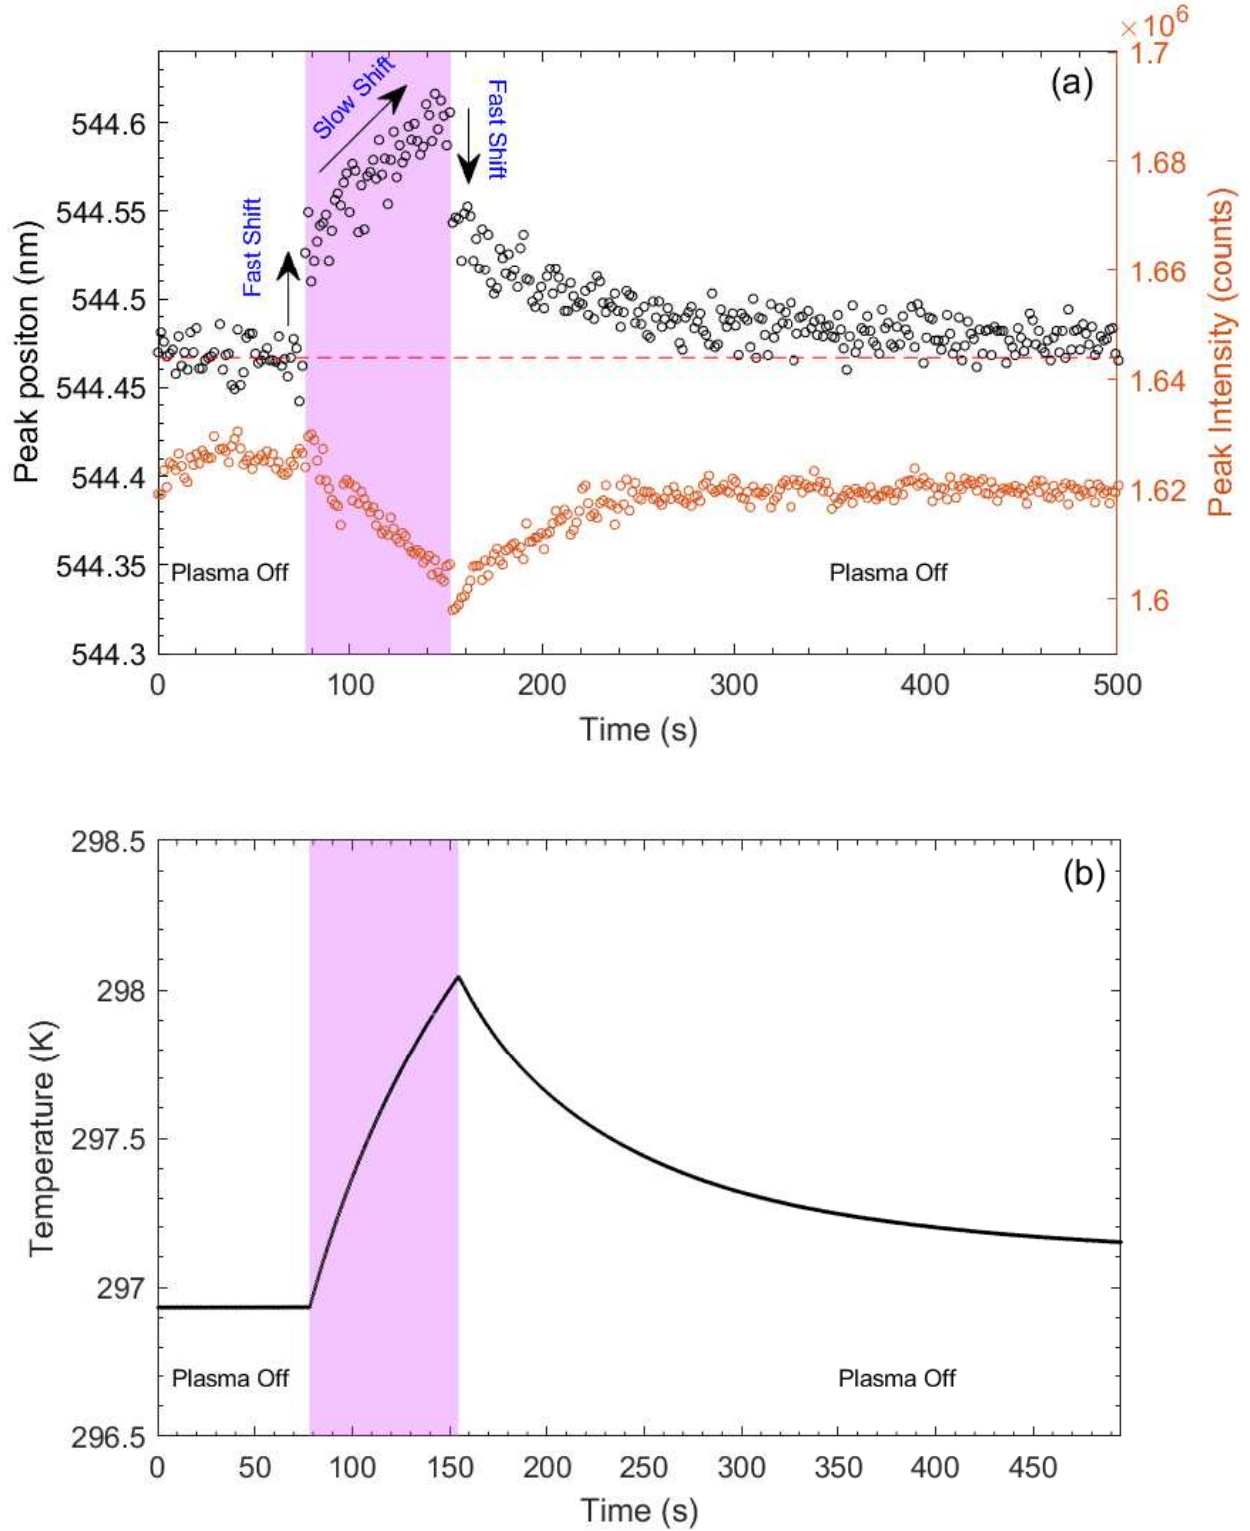 ×10⁶
(a)
Peak positon (nm)
544.6
544.55
544.5
544.45
544.4
544.35
544.3
Fast Shift
Slow Shift
Fast Shift
1.7
1.68
1.66
1.64
1.62
1.6
Peak Intensity (counts)
Plasma Off
Plasma Off
0 100 200 300 400 500
Time (s)
(b)
Temperature (K)
298.5
298
297.5
297
296.5
Plasma Off
Plasma Off
0 50 100 150 200 250 300 350 400 450
Time (s)